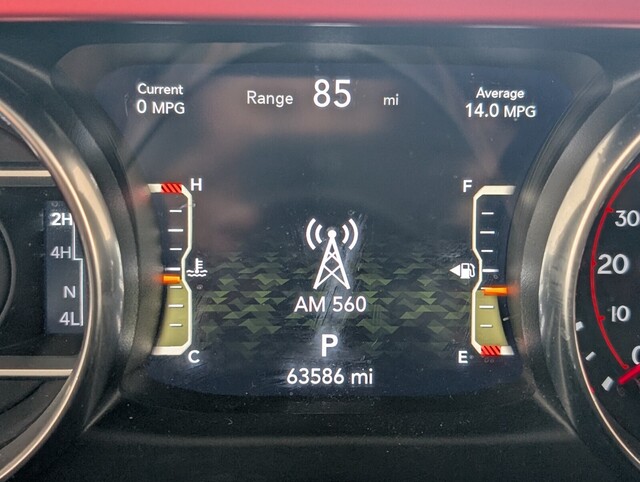 Current
0 MPG
Range 85 mi
Average
14.0 MPG
H
F
2H
4H
N
4L
30
20
10
0
AM 560
P
C
E
63586 mi